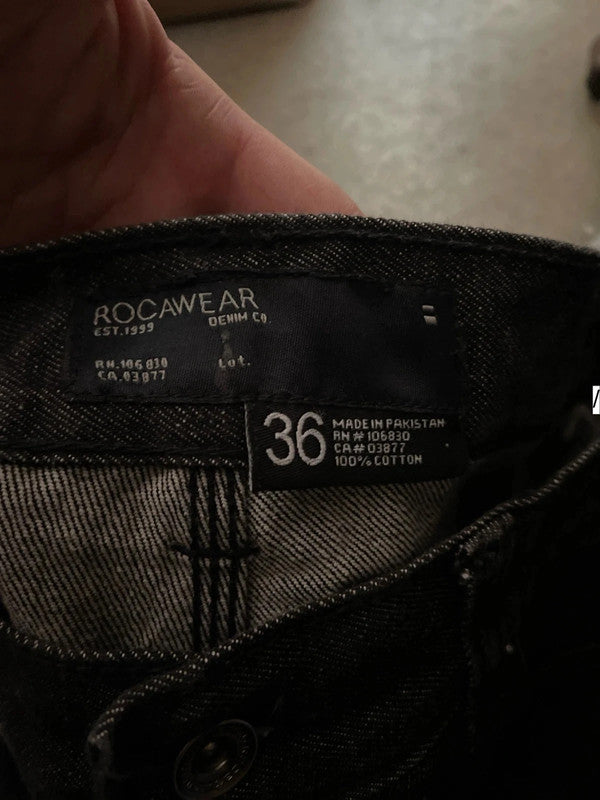 ROCAWEAR
EST.1999 DENIM CO.
RN.106830 Lot.
CA.03877
36
MADE IN PAKISTAN
RN # 106830
CA # 03877
100% COTTON